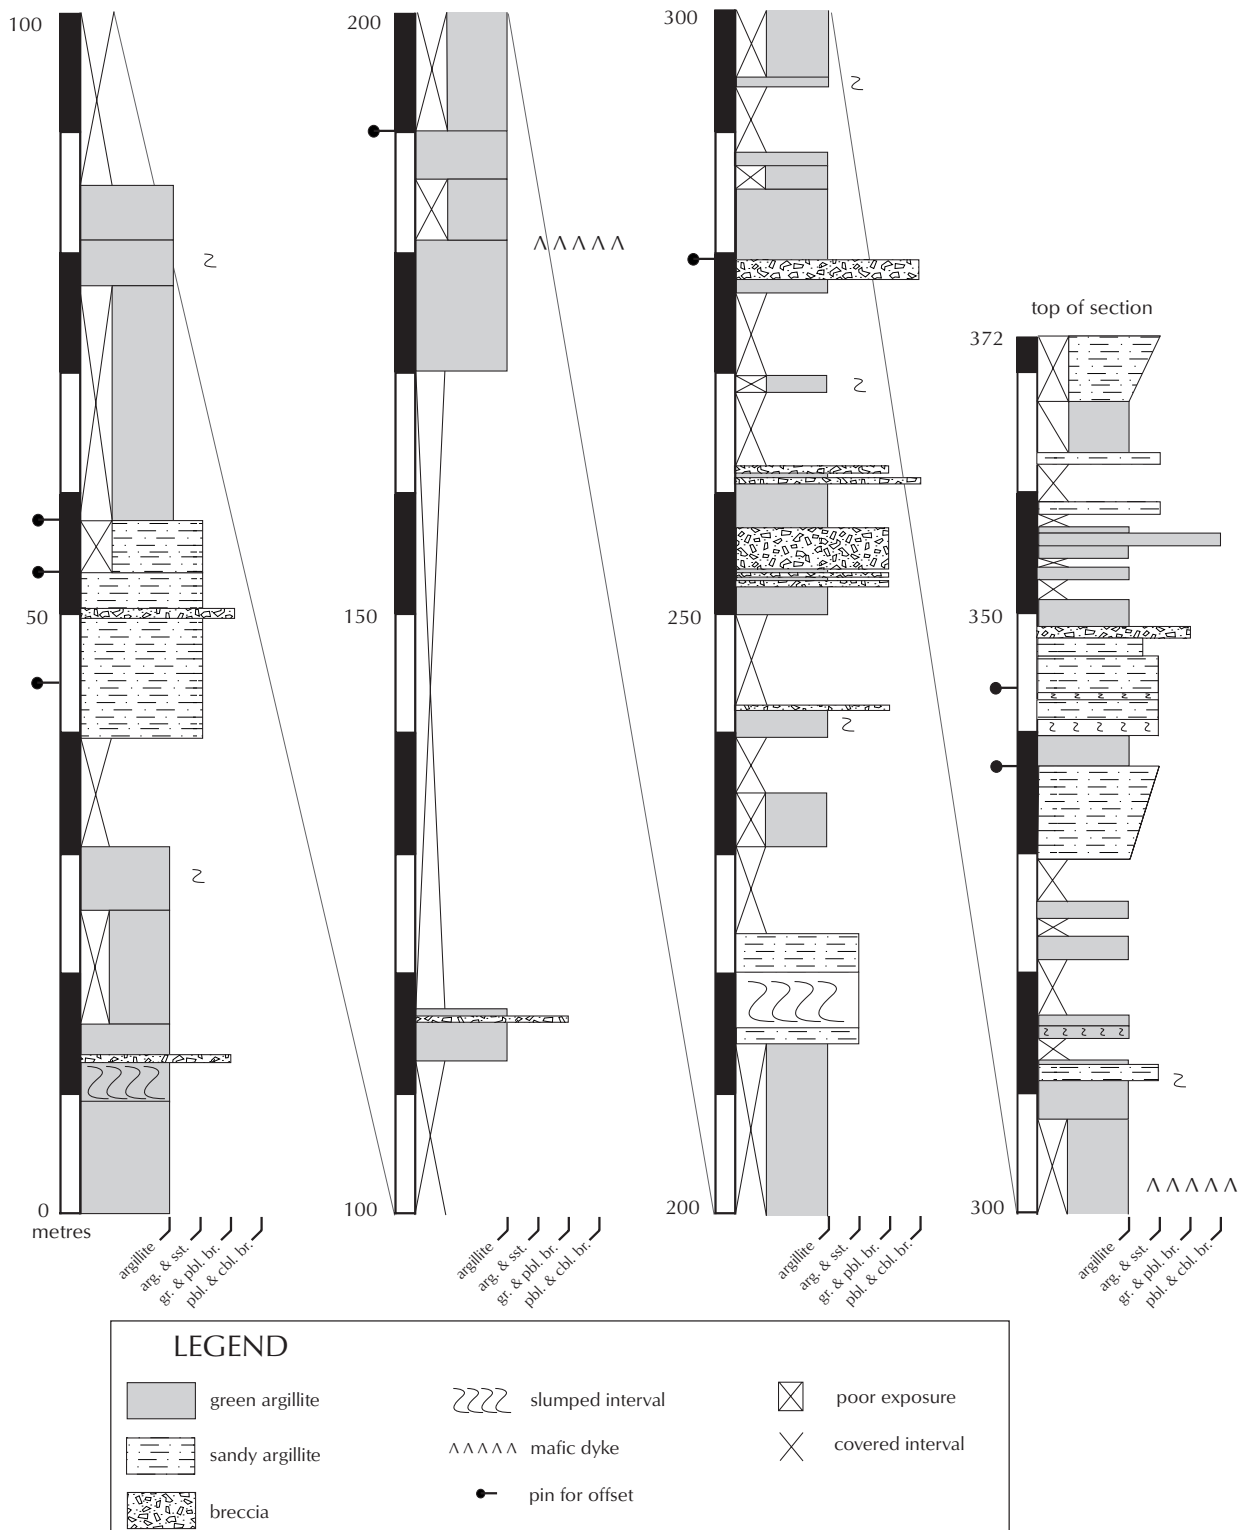 100
50
0
metres
argillite
arg. & sst.
gr. & pbl. br.
pbl. & cbl. br.
200
150
100
argillite
arg. & sst.
gr. & pbl. br.
pbl. & cbl. br.
300
250
200
argillite
arg. & sst.
gr. & pbl. br.
pbl. & cbl. br.
top of section
372
350
300
argillite
arg. & sst.
gr. & pbl. br.
pbl. & cbl. br.
LEGEND
green argillite
sandy argillite
breccia
slumped interval
mafic dyke
pin for offset
poor exposure
covered interval